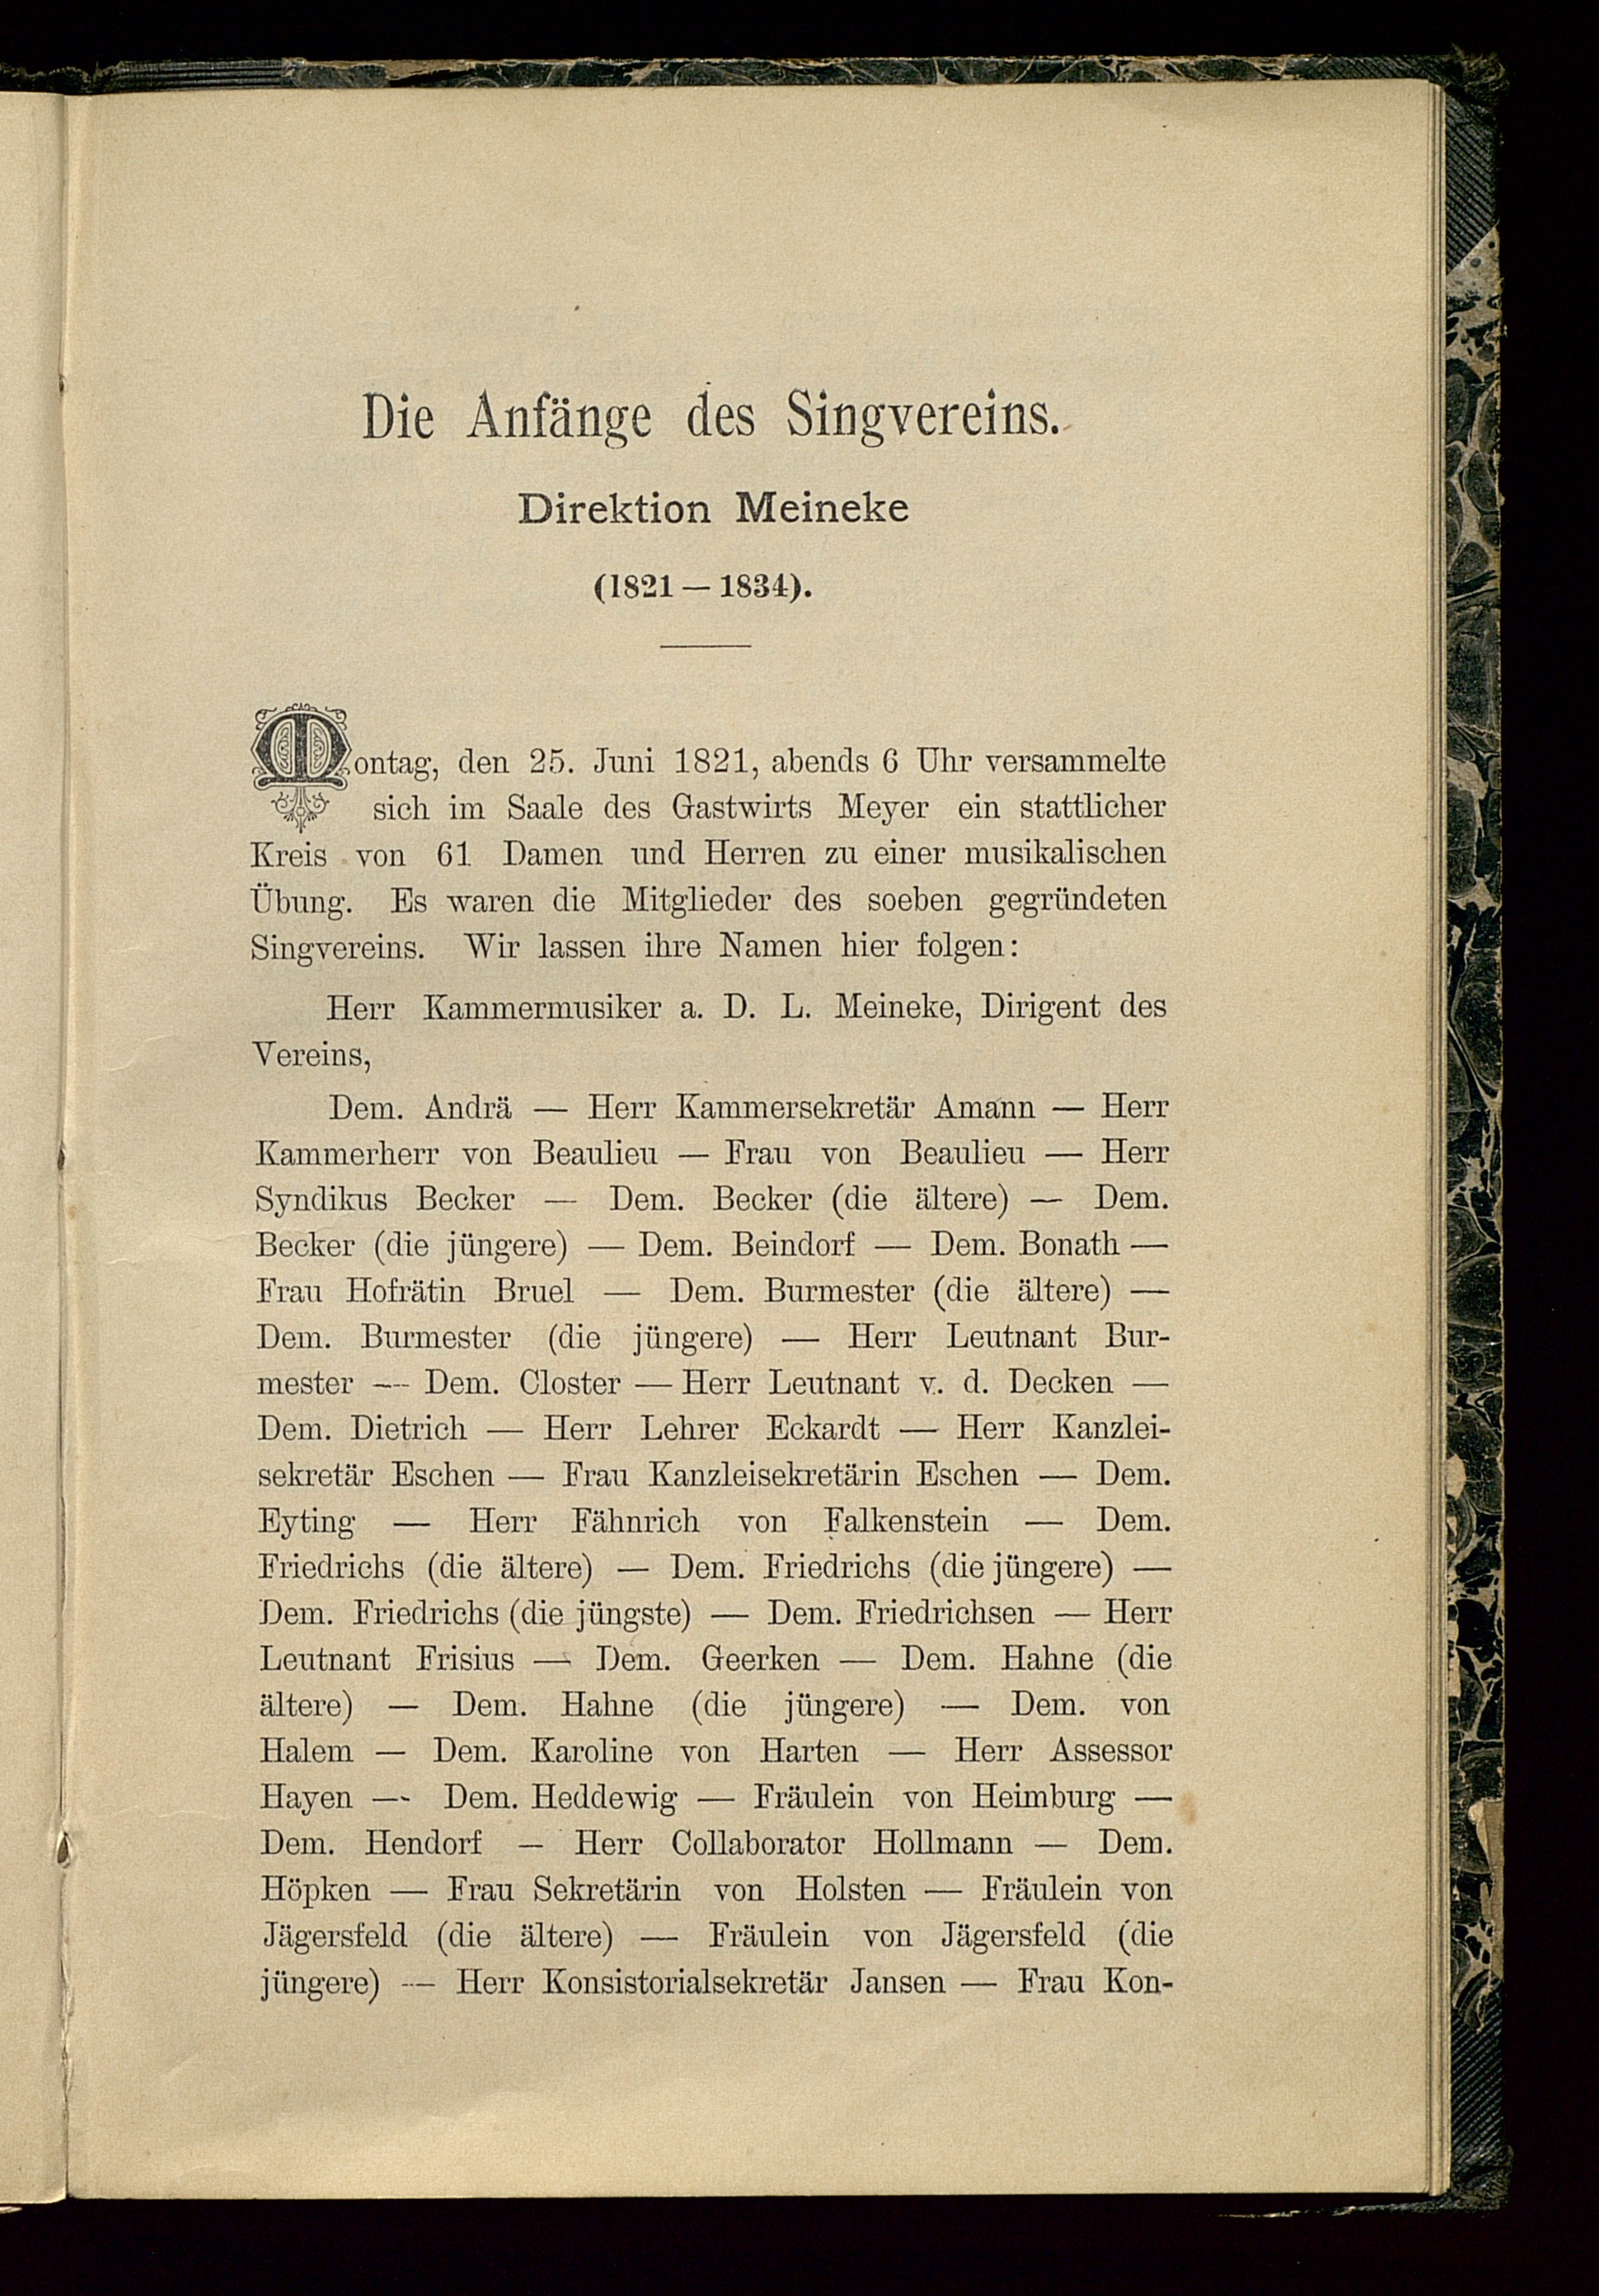 Die Anfänge des Singvereins.
Direktion Meineke
(1821 — 1834).
Montag, den 25. Juni 1821, abends 6 Uhr versammelte
sich im Saale des Gastwirts Meyer ein stattlicher
Kreis von 61 Damen und Herren zu einer musikalischen
Übung. Es waren die Mitglieder des soeben gegründeten
Singvereins. Wir lassen ihre Namen hier folgen:
Herr Kammermusiker a. D. L. Meineke, Dirigent des
Vereins,
Dem. Andrä — Herr Kammersekretär Amann — Herr
Kammerherr von Beaulieu — Frau von Beaulieu — Herr
Syndikus Becker — Dem. Becker (die ältere) — Dem.
Becker (die jüngere) — Dem. Beindorf — Dem. Bonath —
Frau Hofrätin Bruel — Dem. Burmester (die ältere) —
Dem. Burmester (die jüngere) — Herr Leutnant Bur-
mester — Dem. Closter — Herr Leutnant v. d. Decken —
Dem. Dietrich — Herr Lehrer Eckardt — Herr Kanzlei-
sekretär Eschen — Frau Kanzleisekretärin Eschen — Dem.
Eyting — Herr Fähnrich von Falkenstein — Dem.
Friedrichs (die ältere) — Dem. Friedrichs (die jüngere) —
Dem. Friedrichs (die jüngste) — Dem. Friedrichsen — Herr
Leutnant Frisius — Dem. Geerken — Dem. Hahne (die
ältere) — Dem. Hahne (die jüngere) — Dem. von
Halem — Dem. Karoline von Harten — Herr Assessor
Hayen — Dem. Heddewig — Fräulein von Heimburg —
Dem. Hendorf — Herr Collaborator Hollmann — Dem.
Höpken — Frau Sekretärin von Holsten — Fräulein von
Jägersfeld (die ältere) — Fräulein von Jägersfeld (die
jüngere) — Herr Konsistorialsekretär Jansen — Frau Kon-